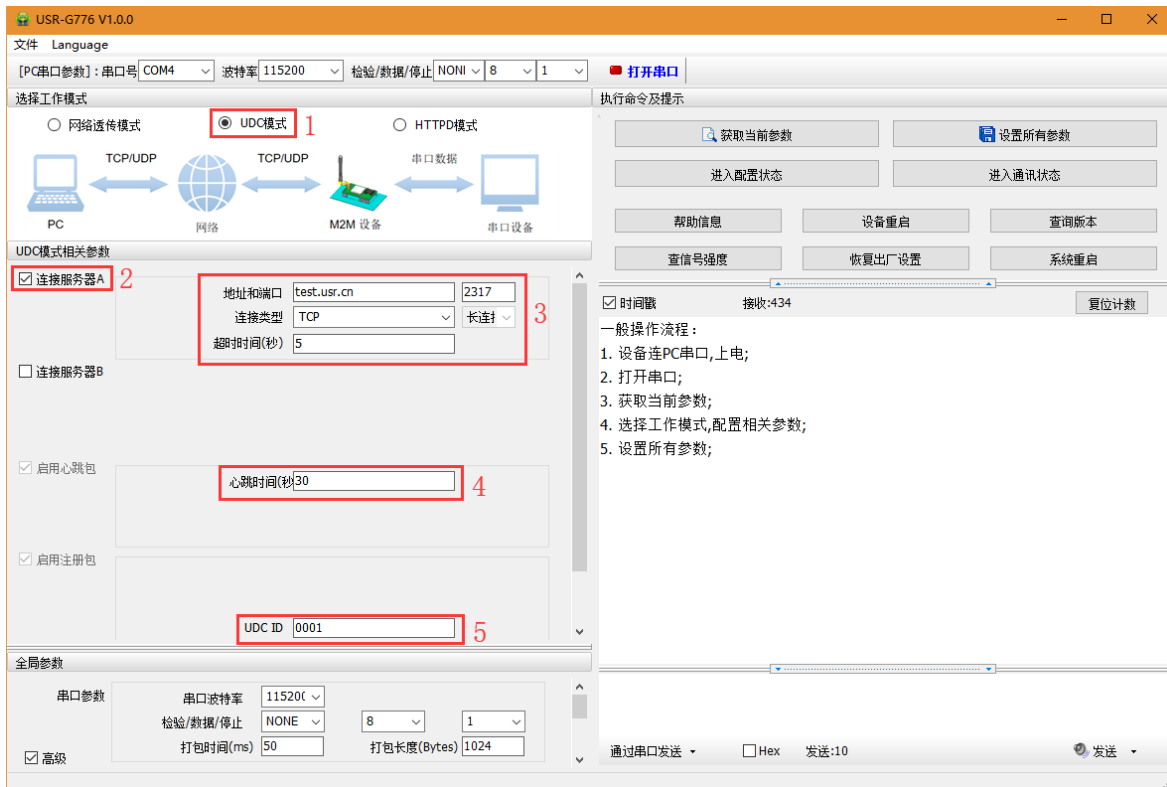 USR-G776 V1.0.0
文件 Language
[PC串口参数]：串口号 COM4 波特率 115200 检验/数据/停止 NONI 8 1 打开串口
选择工作模式
网络透传模式 UDC模式 1 HTTPD模式
TCP/UDP TCP/UDP 串口数据
PC 网络 M2M 设备 串口设备
UDC模式相关参数
连接服务器A 2
地址和端口 test.usr.cn 2317
连接类型 TCP 长连接 3
超时时间(秒) 5
连接服务器B
启用心跳包
心跳时间(秒 30 4
启用注册包
UDC ID 0001 5
全局参数
串口参数 串口波特率 11520(
检验/数据/停止 NONE 8 1
打包时间(ms) 50 打包长度(Bytes) 1024
高级
执行命令及提示
获取当前参数 设置所有参数
进入配置状态 进入通讯状态
帮助信息 设备重启 查询版本
查信号强度 恢复出厂设置 系统重启
时间戳 接收:434 复位计数
一般操作流程：
1. 设备连PC串口,上电;
2. 打开串口;
3. 获取当前参数;
4. 选择工作模式,配置相关参数;
5. 设置所有参数;
通过串口发送 Hex 发送:10 发送